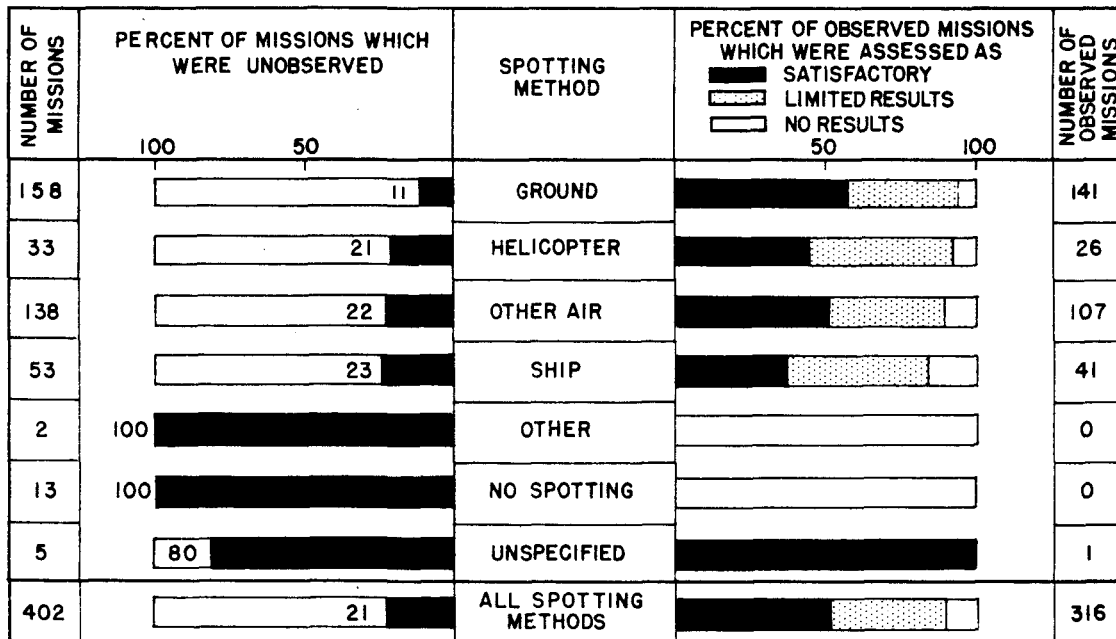 NUMBER OF
MISSIONS
PERCENT OF MISSIONS WHICH
WERE UNOBSERVED
100 50
SPOTTING
METHOD
PERCENT OF OBSERVED MISSIONS
WHICH WERE ASSESSED AS
SATISFACTORY
LIMITED RESULTS
NO RESULTS
50 100
NUMBER OF
OBSERVED
MISSIONS
158 11 GROUND 141
33 21 HELICOPTER 26
138 22 OTHER AIR 107
53 23 SHIP 41
2 100 OTHER 0
13 100 NO SPOTTING 0
5 80 UNSPECIFIED 1
402 21 ALL SPOTTING
METHODS 316